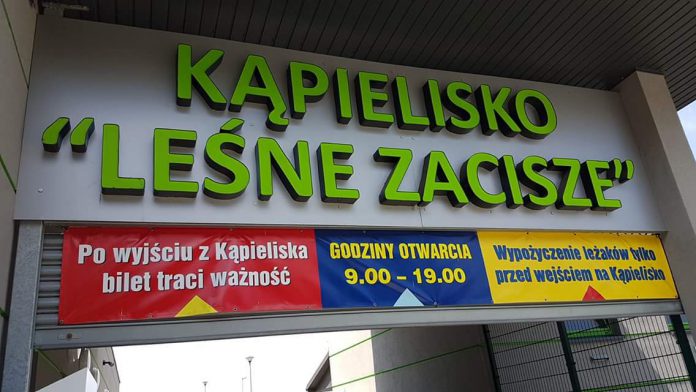 KĄPIELISKO
“LEŚNE ZACISZE”
Po wyjściu z Kąpieliska
bilet traci ważność
GODZINY OTWARCIA
9.00 – 19.00
Wypożyczenie leżaków tylko
przed wejściem na Kąpielisko